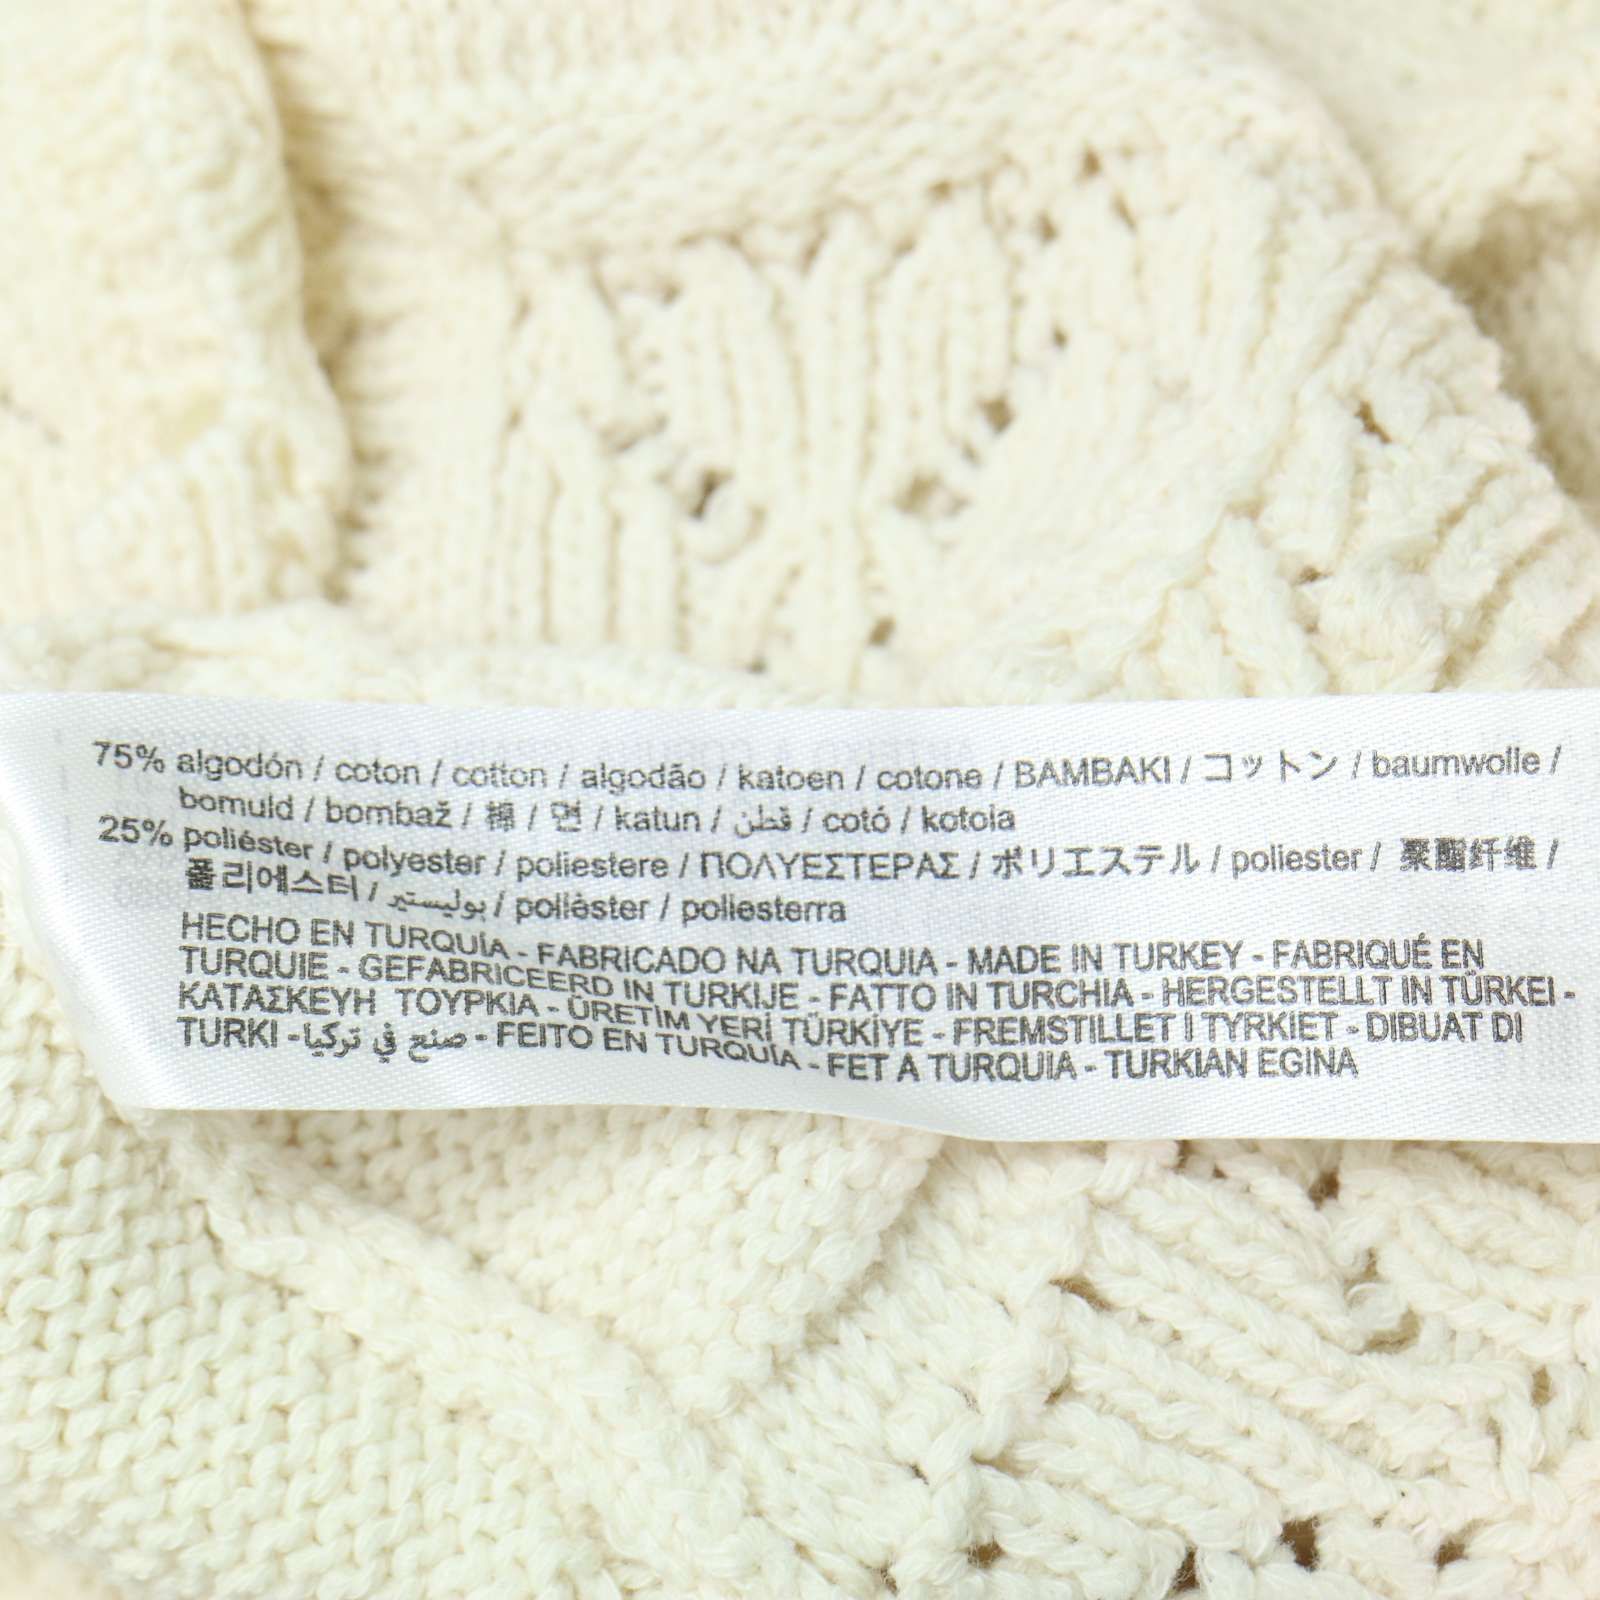 75% algodón / coton / cotton / algodão / katoen / cotone / BAMBAKI / コットン / baumwolle /
bomuld / bombaž / 棉 / 면 / katun / قطن / cotó / kotoia
25% poliéster / polyester / poliestere / ΠΟΛΥΕΣΤΕΡΑΣ / ポリエステル / poliester / 聚酯纤维 /
폴리에스터 / بوليستير / polièster / poliesterra
HECHO EN TURQUÍA - FABRICADO NA TURQUIA - MADE IN TURKEY - FABRIQUÉ EN
TURQUIE - GEFABRICEERD IN TURKIJE - FATTO IN TURCHIA - HERGESTELLT IN TÜRKEI -
ΚΑΤΑΣΚΕΥΗ ΤΟΥΡΚΙΑ - ÜRETİM YERİ TÜRKİYE - FREMSTILLET I TYRKIET - DIBUAT DI
TURKI - صنع في تركيا - FEITO EN TURQUÍA - FET A TURQUIA - TURKIAN EGINA